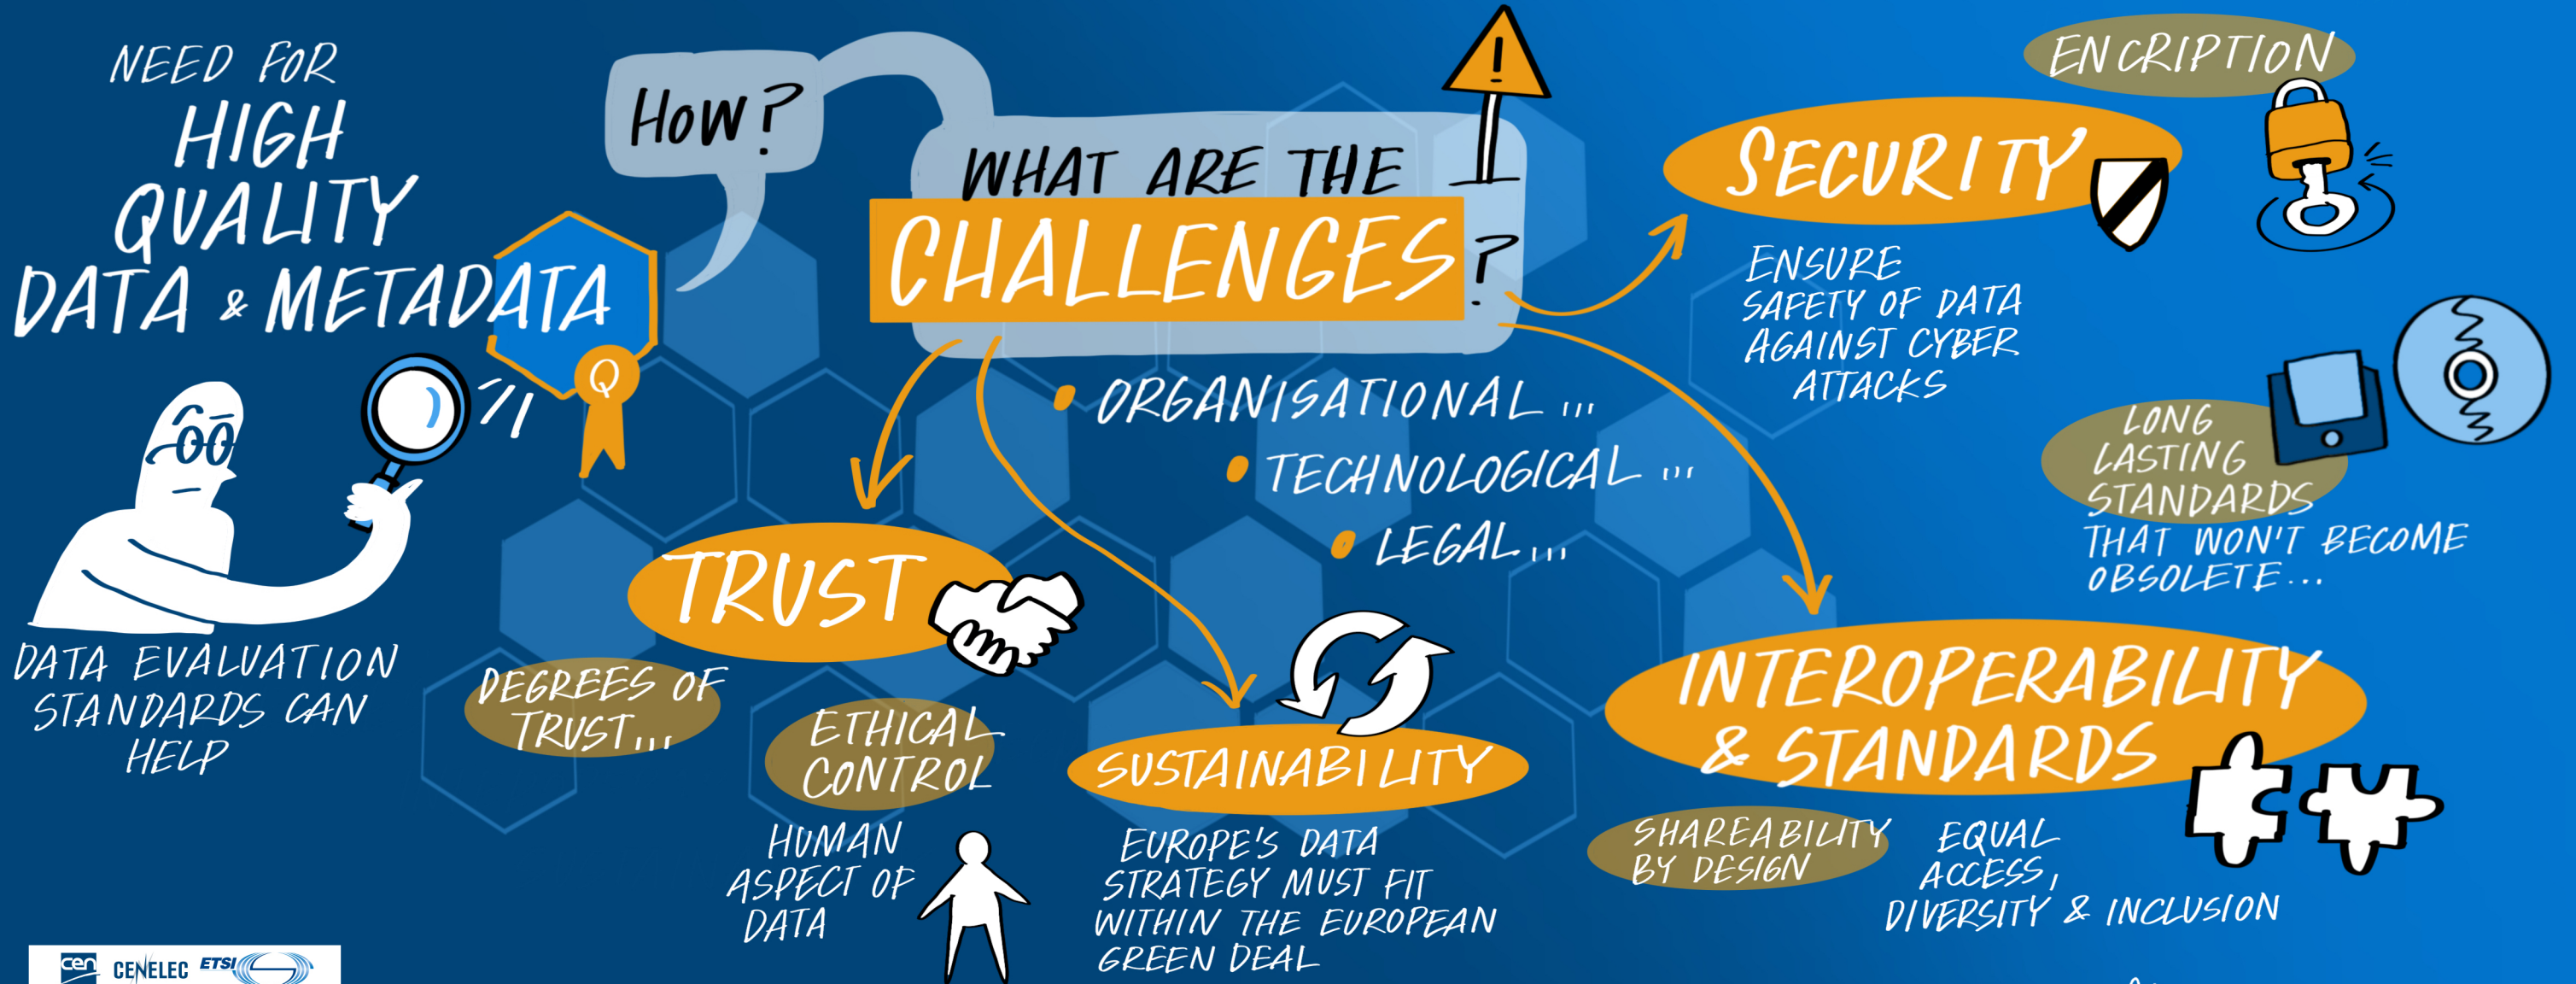 NEED FOR
HIGH
QUALITY
DATA & METADATA
Q
DATA EVALUATION
STANDARDS CAN
HELP
How?
WHAT ARE THE
CHALLENGES?
!
ORGANISATIONAL ...
TECHNOLOGICAL ...
LEGAL ...
TRUST
DEGREES OF
TRUST...
ETHICAL
CONTROL
HUMAN
ASPECT OF
DATA
SUSTAINABILITY
EUROPE'S DATA
STRATEGY MUST FIT
WITHIN THE EUROPEAN
GREEN DEAL
SECURITY
ENCRIPTION
ENSURE
SAFETY OF DATA
AGAINST CYBER
ATTACKS
LONG
LASTING
STANDARDS
THAT WON'T BECOME
OBSOLETE...
INTEROPERABILITY
& STANDARDS
SHAREABILITY
BY DESIGN
EQUAL
ACCESS,
DIVERSITY & INCLUSION
cen CENELEC ETSI